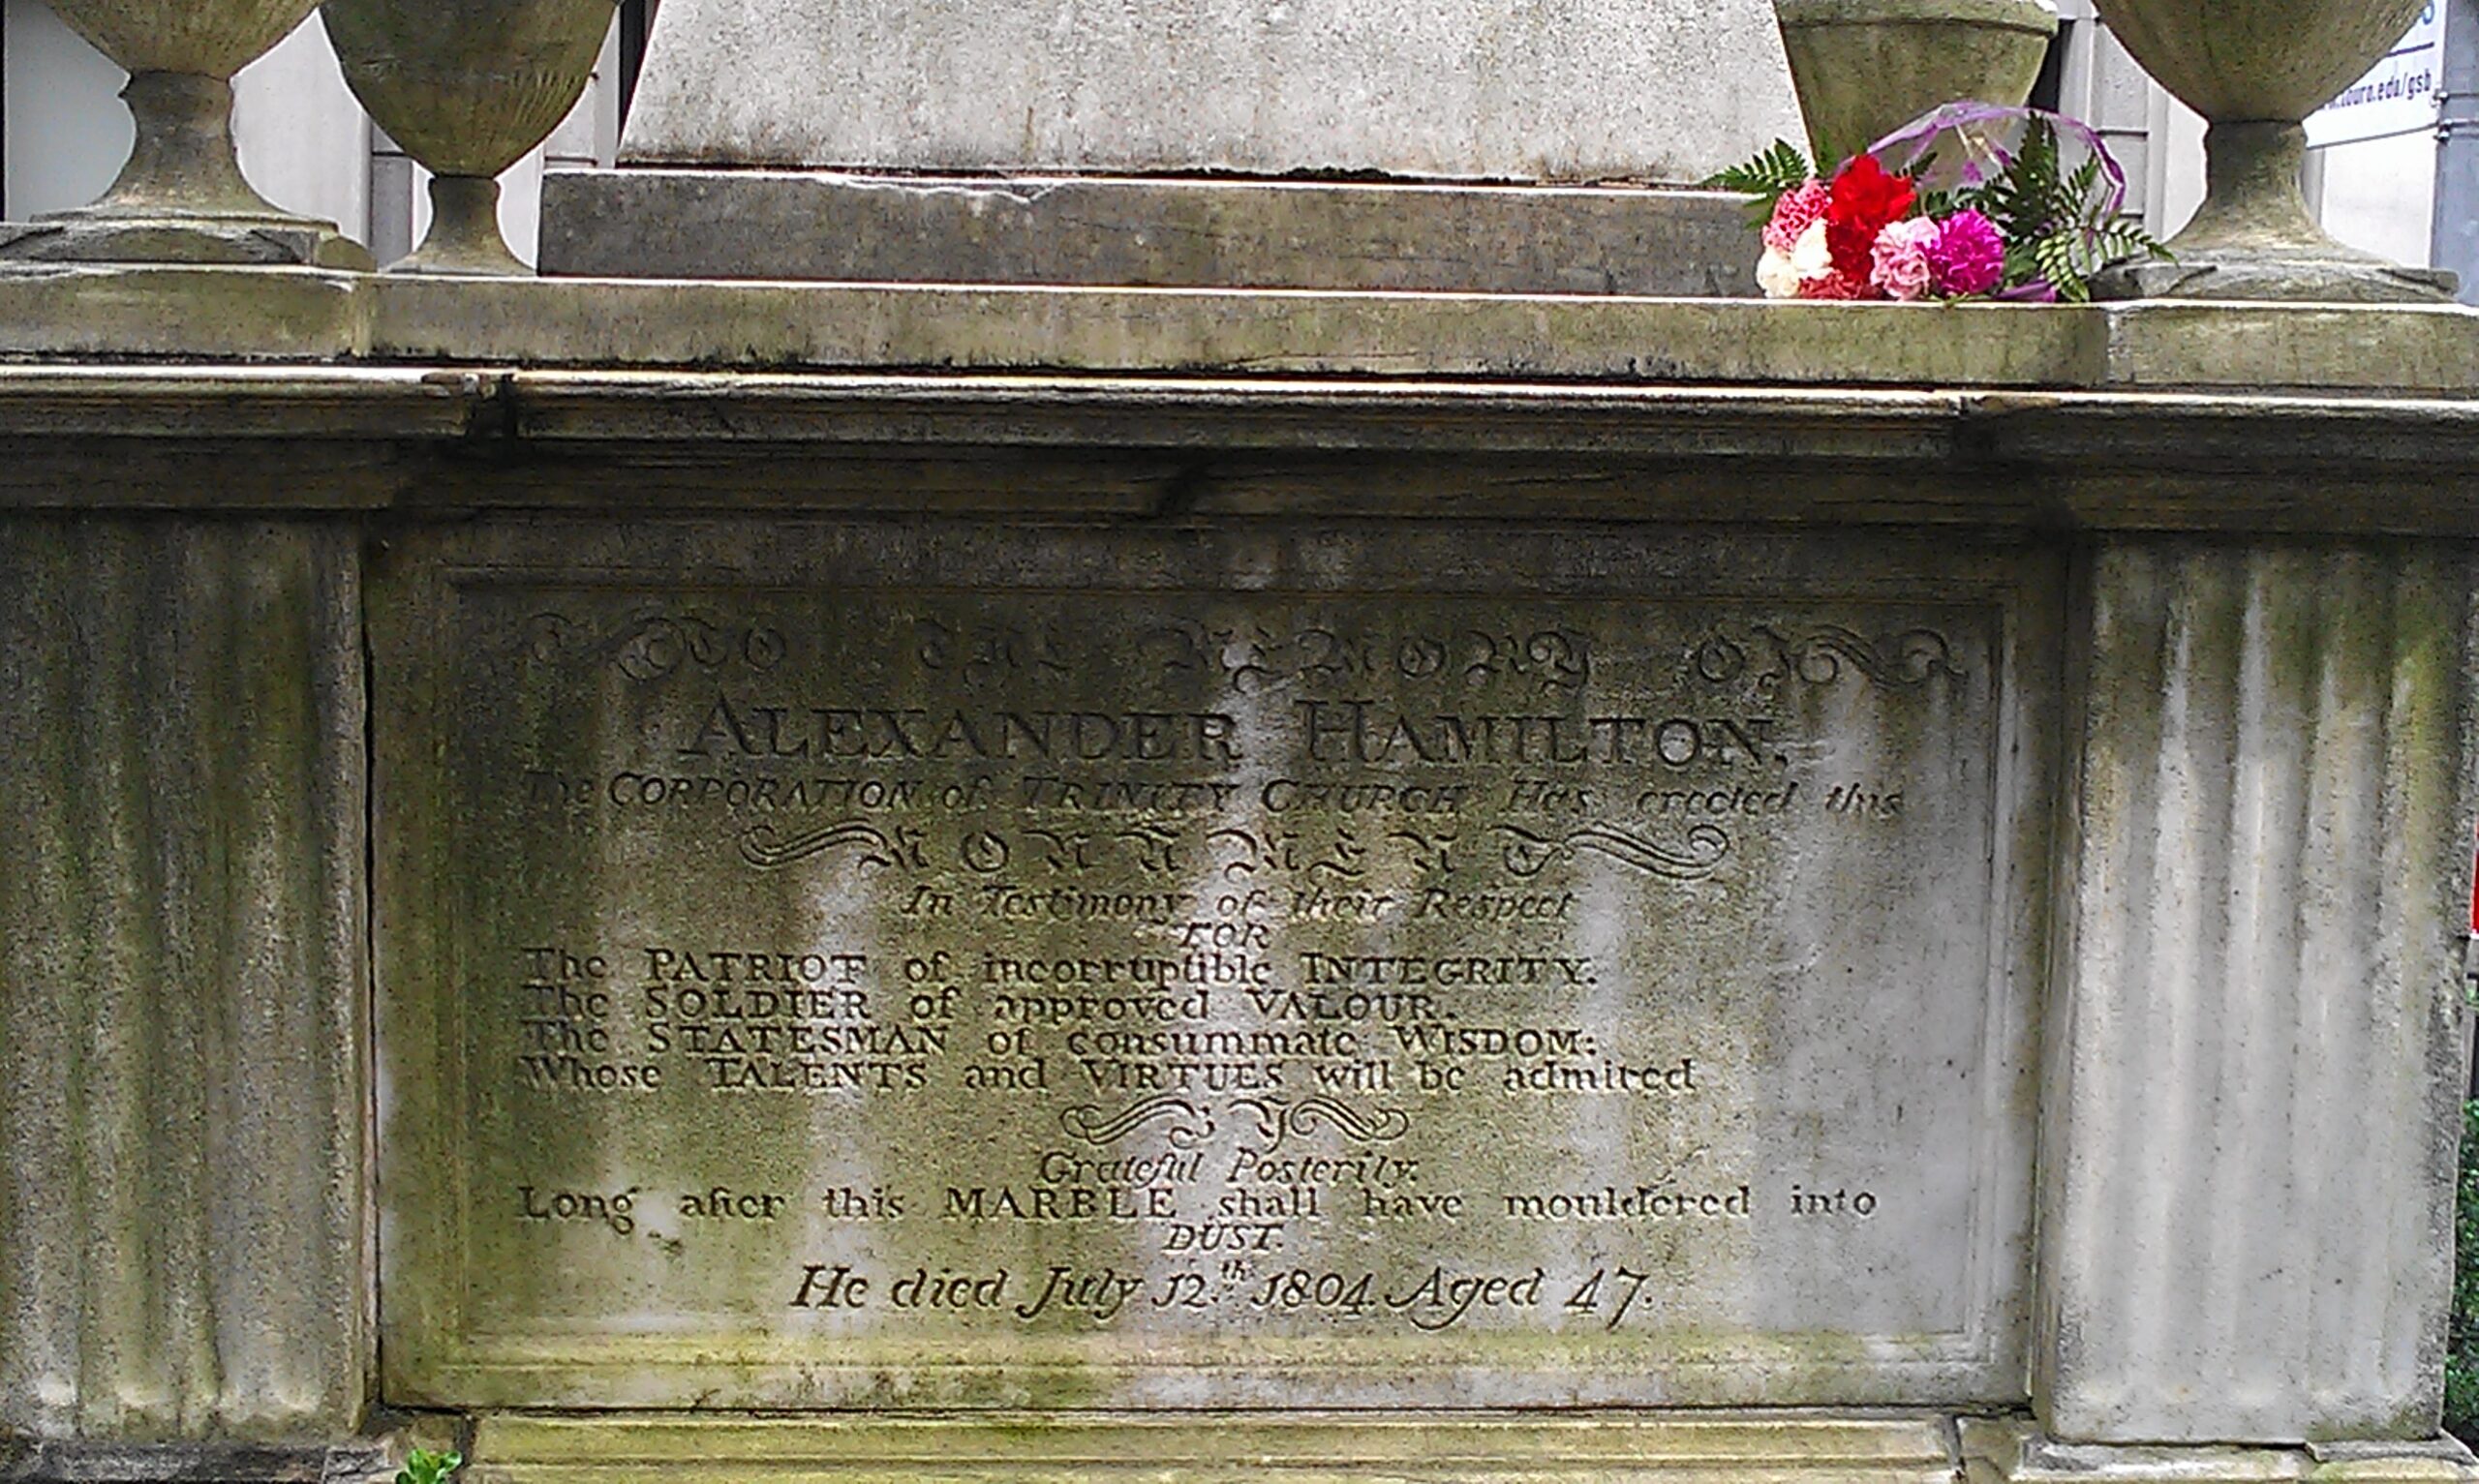 TO THE MEMORY OF
ALEXANDER HAMILTON.
The CORPORATION of TRINITY CHURCH Has erected this
MONUMENT
In Testimony of their Respect
FOR
The PATRIOT of incorruptible INTEGRITY.
The SOLDIER of approved VALOUR.
The STATESMAN of consummate WISDOM:
Whose TALENTS and VIRTUES will be admired
BY
Grateful Posterity.
Long after this MARBLE shall have mouldered into
DUST.
He died July 12th. 1804. Aged 47.
.touro.edu/gsb